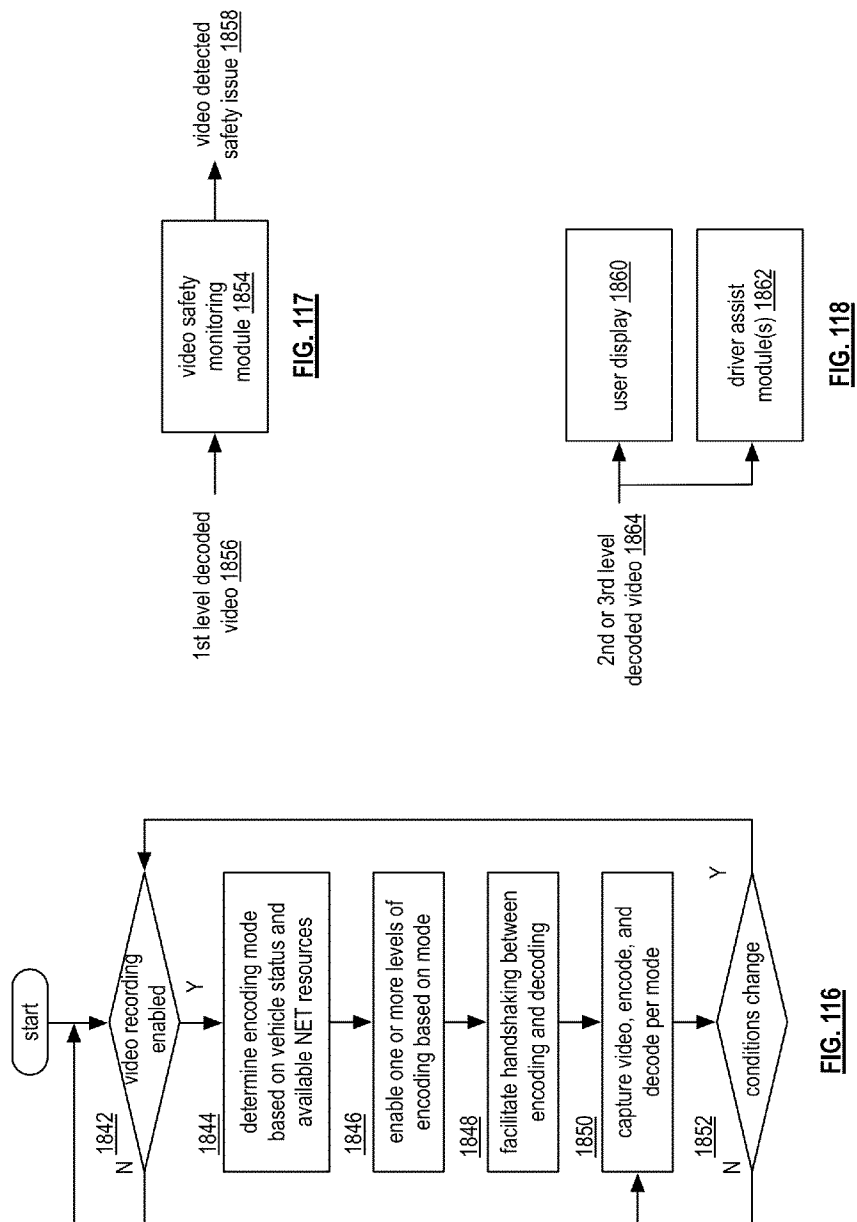 start
1842
video recording
enabled
N
Y
1844
determine encoding mode
based on vehicle status and
available NET resources
1846
enable one or more levels of
encoding based on mode
1848
facilitate handshaking between
encoding and decoding
1850
capture video, encode, and
decode per mode
1852
N
conditions change
Y
FIG. 116
1st level decoded
video 1856
video safety
monitoring
module 1854
video detected
safety issue 1858
FIG. 117
2nd or 3rd level
decoded video 1864
user display 1860
driver assist
module(s) 1862
FIG. 118